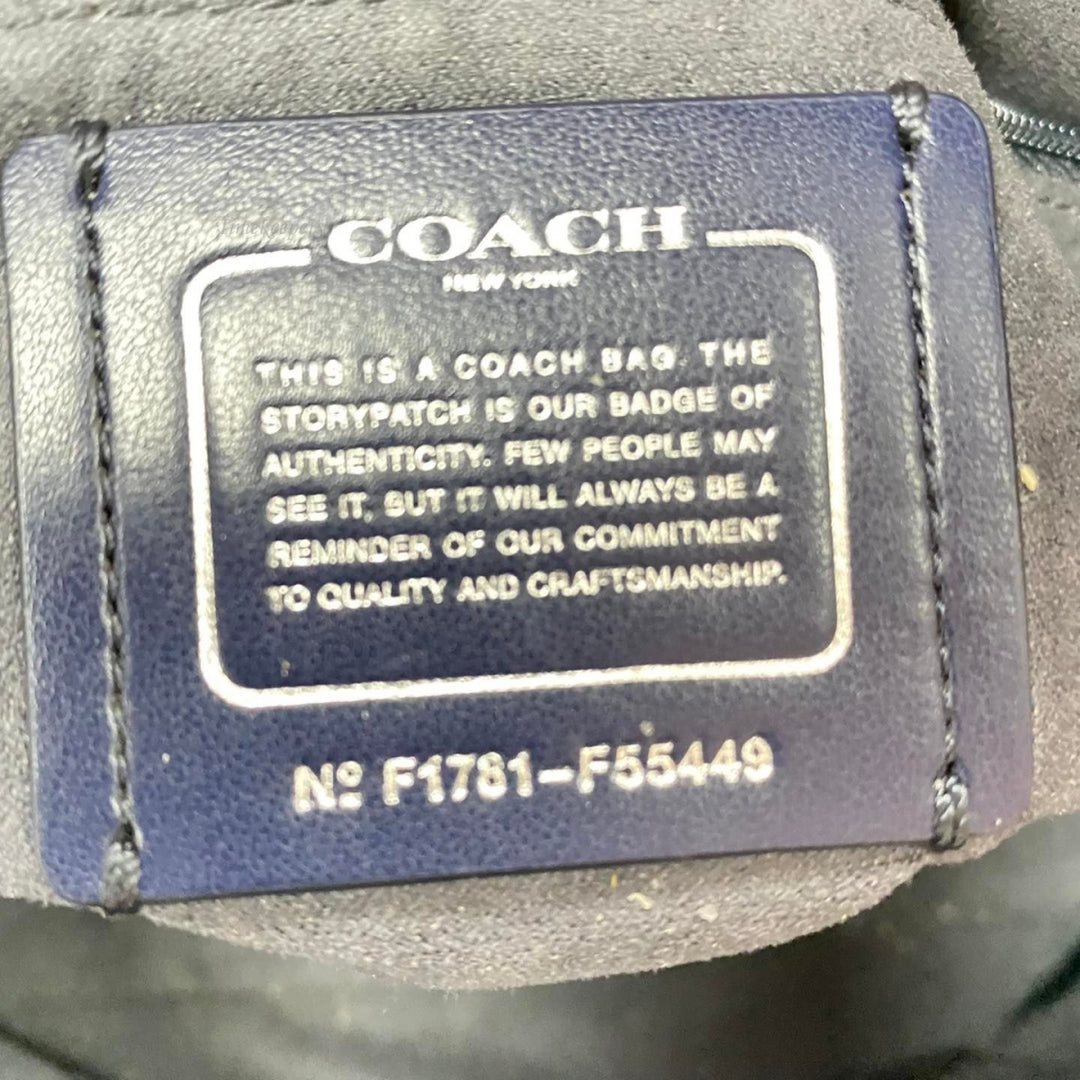 Timekeeper
COACH
NEW YORK
THIS IS A COACH BAG. THE
STORYPATCH IS OUR BADGE OF
AUTHENTICITY. FEW PEOPLE MAY
SEE IT, BUT IT WILL ALWAYS BE A
REMINDER OF OUR COMMITMENT
TO QUALITY AND CRAFTSMANSHIP.
Nº F1781-F55449